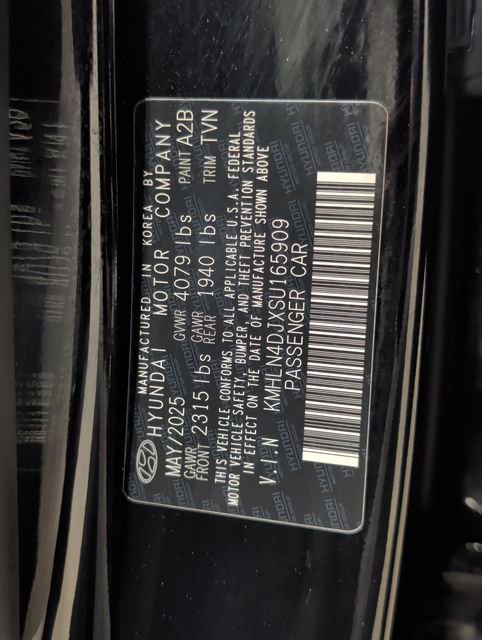 MANUFACTURED IN KOREA BY
HYUNDAI MOTOR COMPANY
MAY/2025 GVWR 4079 lbs PAINT A2B
GAWR FRONT 2315 lbs GAWR REAR 1940 lbs TRIM TVN
THIS VEHICLE CONFORMS TO ALL APPLICABLE U.S.A. FEDERAL
MOTOR VEHICLE SAFETY, BUMPER, AND THEFT PREVENTION STANDARDS
IN EFFECT ON THE DATE OF MANUFACTURE SHOWN ABOVE
V.I.N KMHLN4DJXSU165909
PASSENGER CAR